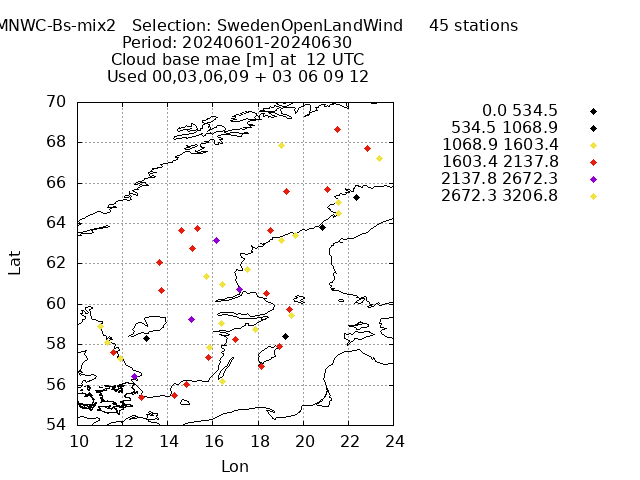 MNWC-Bs-mix2 Selection: SwedenOpenLandWind 45 stations
Period: 20240601-20240630
Cloud base mae [m] at 12 UTC
Used 00,03,06,09 + 03 06 09 12
0.0 534.5
534.5 1068.9
1068.9 1603.4
1603.4 2137.8
2137.8 2672.3
2672.3 3206.8
70
68
66
64
62
60
58
56
54
Lat
10 12 14 16 18 20 22 24
Lon